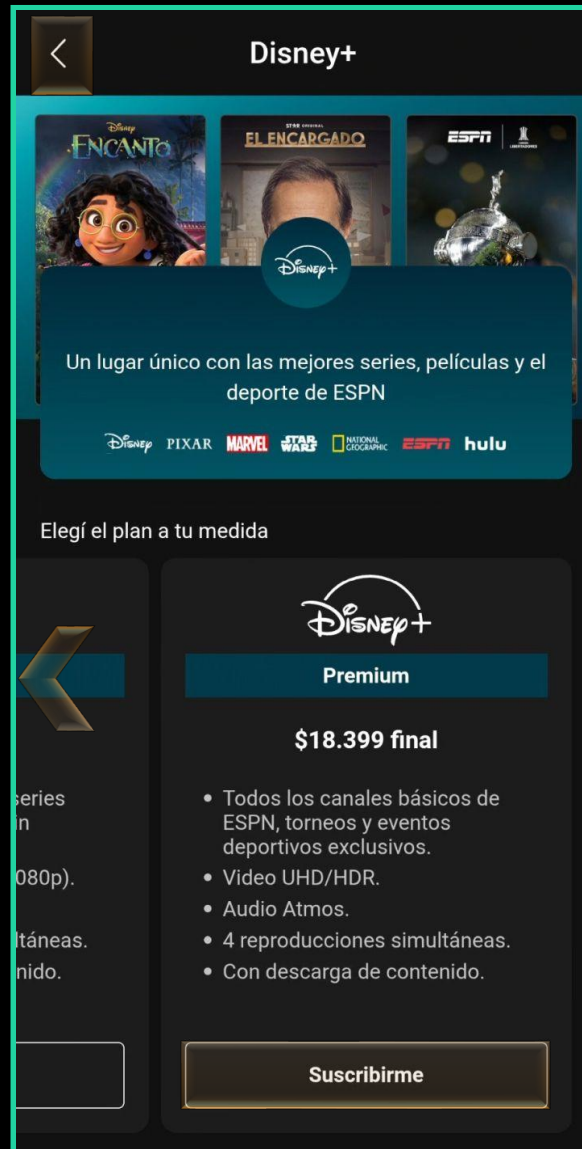 Disney+
Disney
ENCANTO
STAR ORIGINAL
EL ENCARGADO
ESPN
LIBERTADORES
Disney+
Un lugar único con las mejores series, películas y el
deporte de ESPN
Disney PIXAR MARVEL STAR WARS NATIONAL GEOGRAPHIC ESPN hulu
Elegí el plan a tu medida
Disney+
Premium
$18.399 final
series
in
080p).
ltáneas.
nido.
• Todos los canales básicos de
ESPN, torneos y eventos
deportivos exclusivos.
• Video UHD/HDR.
• Audio Atmos.
• 4 reproducciones simultáneas.
• Con descarga de contenido.
Suscribirme